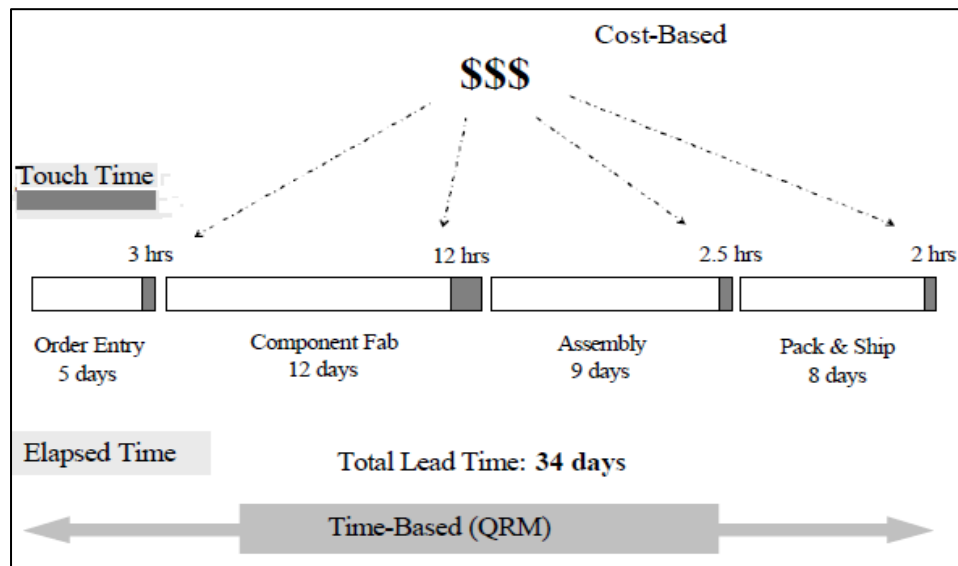 Cost-Based
$$$
Touch Time
3 hrs
12 hrs
2.5 hrs
2 hrs
Order Entry
5 days
Component Fab
12 days
Assembly
9 days
Pack & Ship
8 days
Elapsed Time
Total Lead Time: 34 days
Time-Based (QRM)